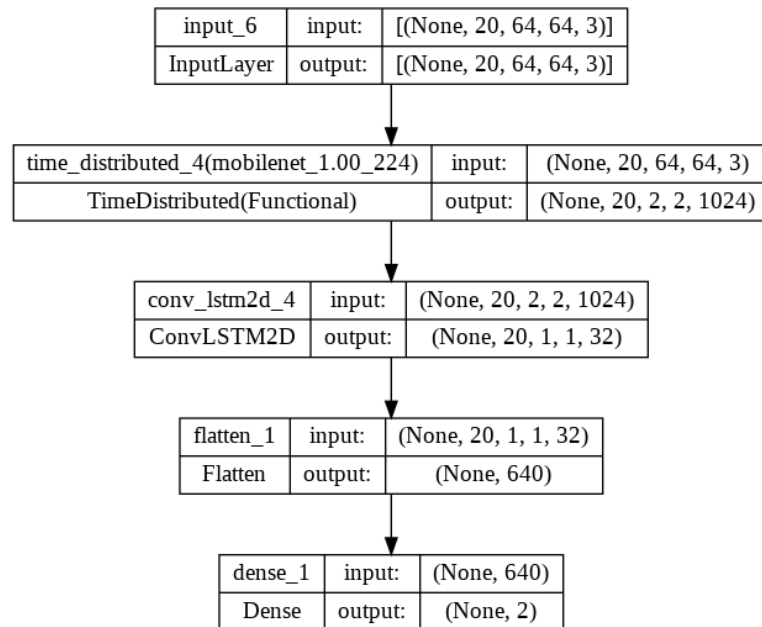 input_6 input: [(None, 20, 64, 64, 3)]
InputLayer output: [(None, 20, 64, 64, 3)]
time_distributed_4(mobilenet_1.00_224) input: (None, 20, 64, 64, 3)
TimeDistributed(Functional) output: (None, 20, 2, 2, 1024)
conv_lstm2d_4 input: (None, 20, 2, 2, 1024)
ConvLSTM2D output: (None, 20, 1, 1, 32)
flatten_1 input: (None, 20, 1, 1, 32)
Flatten output: (None, 640)
dense_1 input: (None, 640)
Dense output: (None, 2)